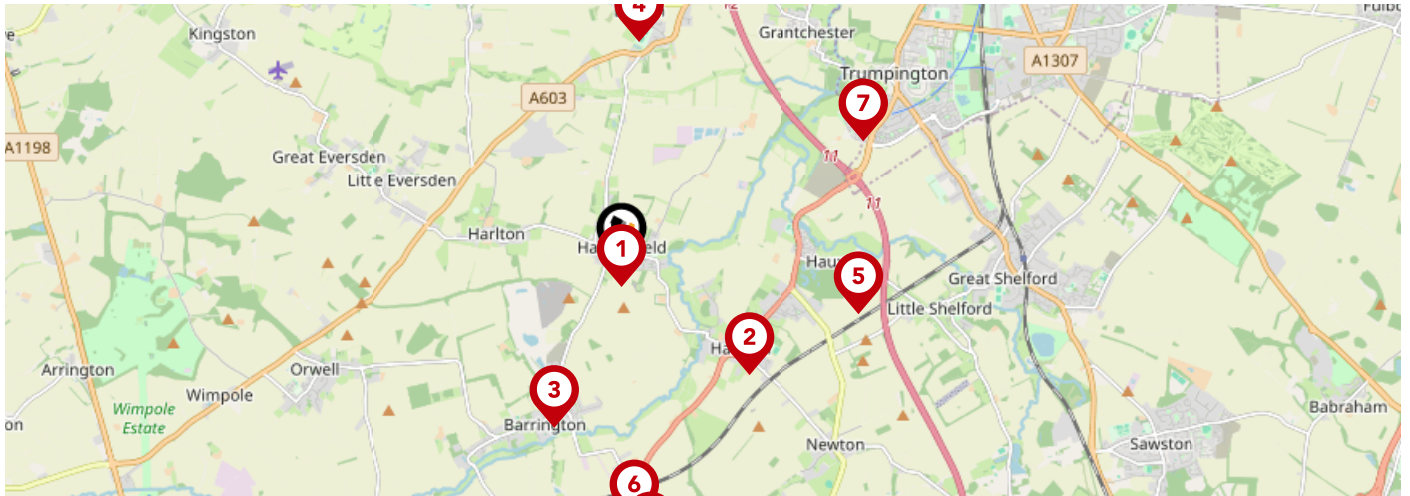 12
4
Kingston
Grantchester
A1307
Trumpington
A603
7
A1198
11
Great Eversden
Little Eversden
11
Harlton
1
Great Shelford
5
Little Shelford
2
Arrington
Orwell
3
Wimpole
Wimpole
Estate
Babraham
Barrington
Newton
Sawston
6